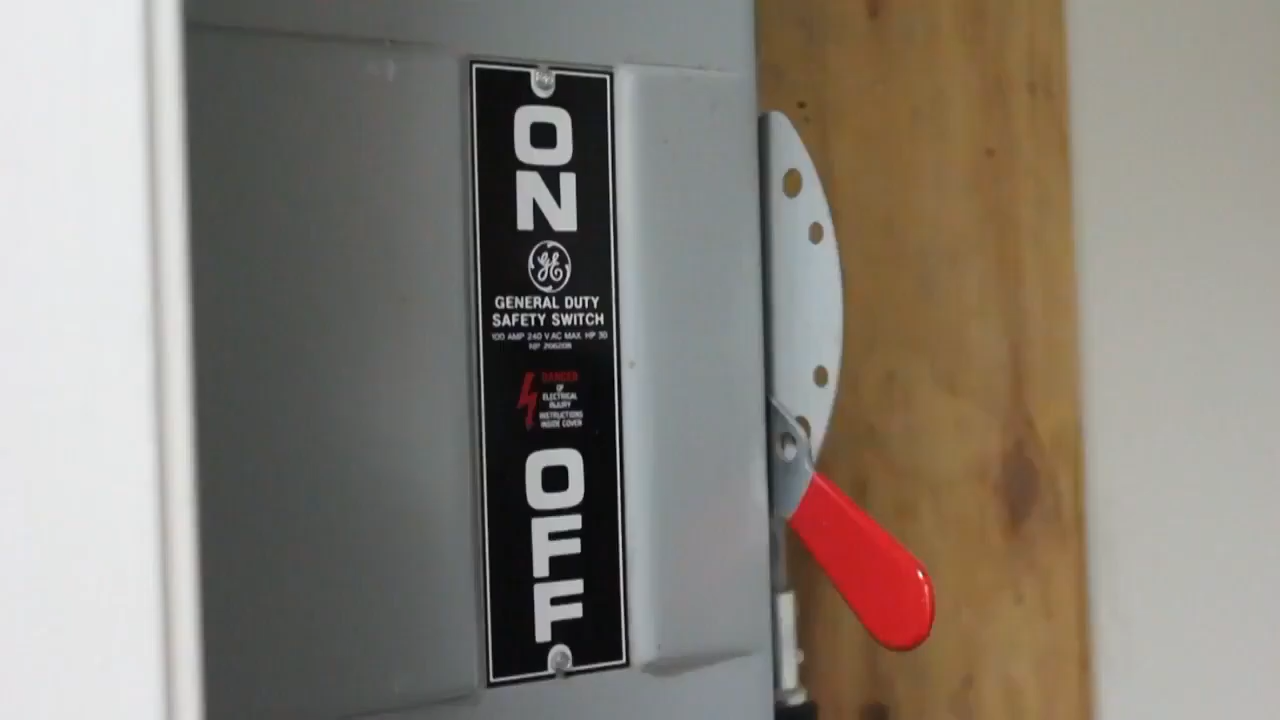 ON
GE
GENERAL DUTY
SAFETY SWITCH
100 AMP 240 V.AC MAX. HP 30
DANGER
OF
ELECTRICAL
INJURY
INSTRUCTIONS
INSIDE COVER
OFF